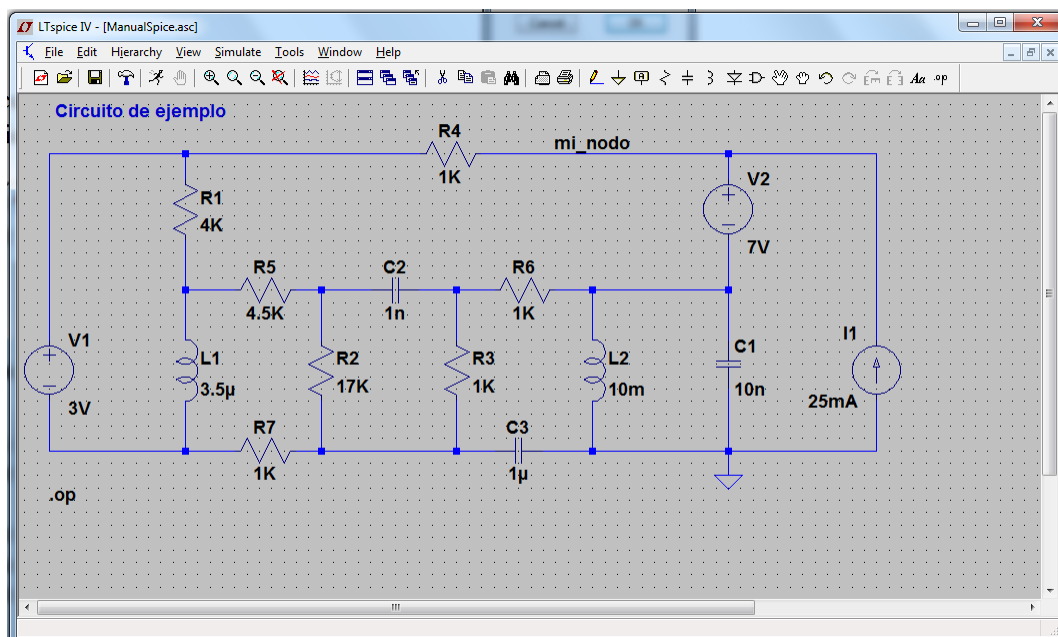 LTspice IV - [ManualSpice.asc]
File Edit Hierarchy View Simulate Tools Window Help
Aa .op
Circuito de ejemplo
R4
1K
mi_nodo
V2
7V
R1
4K
R5
4.5K
C2
1n
R6
1K
V1
3V
L1
3.5µ
R2
17K
R3
1K
L2
10m
C1
10n
I1
25mA
R7
1K
C3
1µ
.op